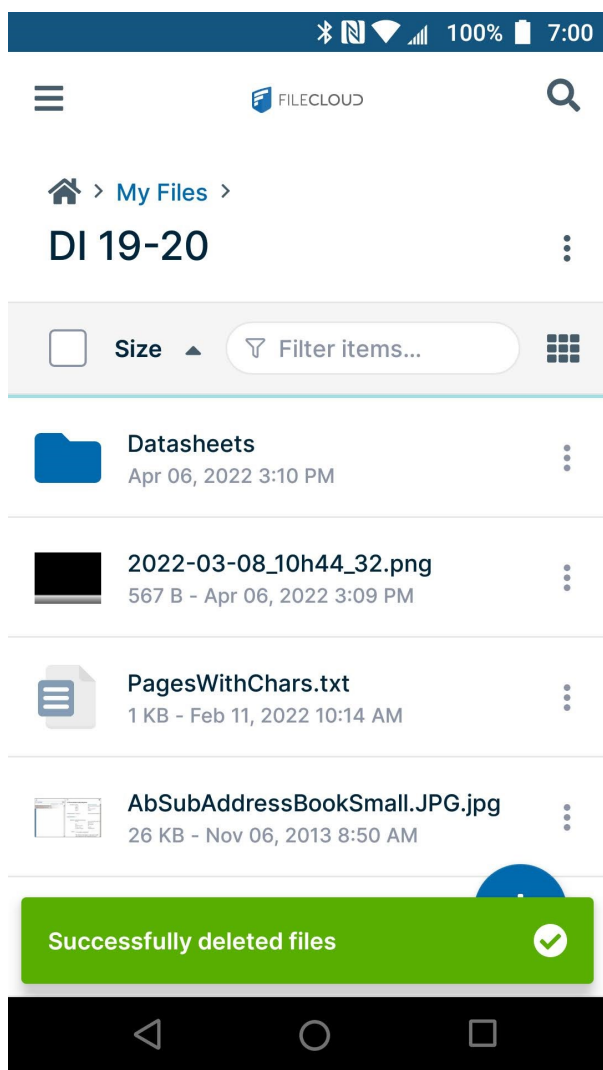 100% 7:00
FILECLOUD
> My Files >
DI 19-20
Size Filter items...
Datasheets
Apr 06, 2022 3:10 PM
2022-03-08_10h44_32.png
567 B - Apr 06, 2022 3:09 PM
PagesWithChars.txt
1 KB - Feb 11, 2022 10:14 AM
AbSubAddressBookSmall.JPG.jpg
26 KB - Nov 06, 2013 8:50 AM
Successfully deleted files